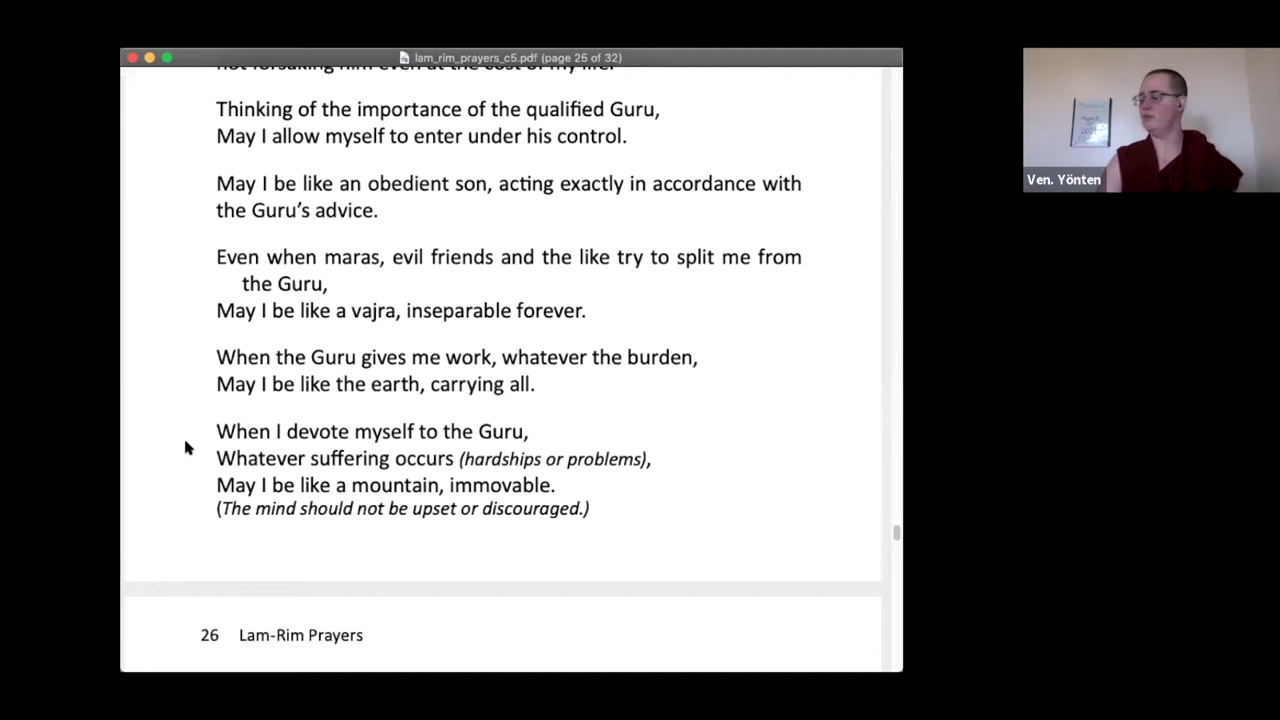 lam_rim_prayers_c5.pdf (page 25 of 32)
not forsaking him even at the cost of my life.
Thinking of the importance of the qualified Guru,
May I allow myself to enter under his control.
May I be like an obedient son, acting exactly in accordance with
the Guru’s advice.
Even when maras, evil friends and the like try to split me from
the Guru,
May I be like a vajra, inseparable forever.
When the Guru gives me work, whatever the burden,
May I be like the earth, carrying all.
When I devote myself to the Guru,
Whatever suffering occurs (hardships or problems),
May I be like a mountain, immovable.
(The mind should not be upset or discouraged.)
26 Lam-Rim Prayers
Ven. Yönten